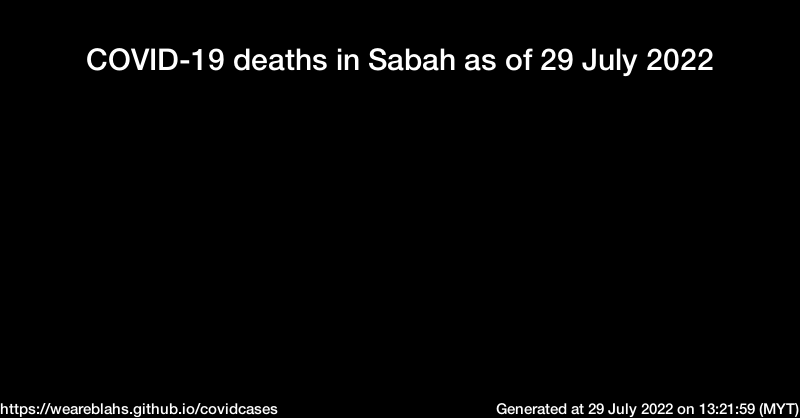 COVID-19 deaths in Sabah as of 29 July 2022
https://weareblahs.github.io/covidcases
Generated at 29 July 2022 on 13:21:59 (MYT)